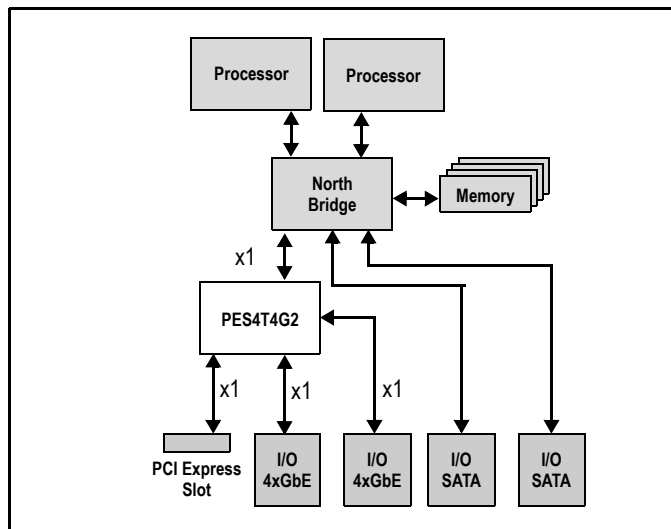 Processor
Processor
North
Bridge
Memory
x1
PES4T4G2
x1
x1
x1
PCI Express
Slot
I/O
4xGbE
I/O
4xGbE
I/O
SATA
I/O
SATA